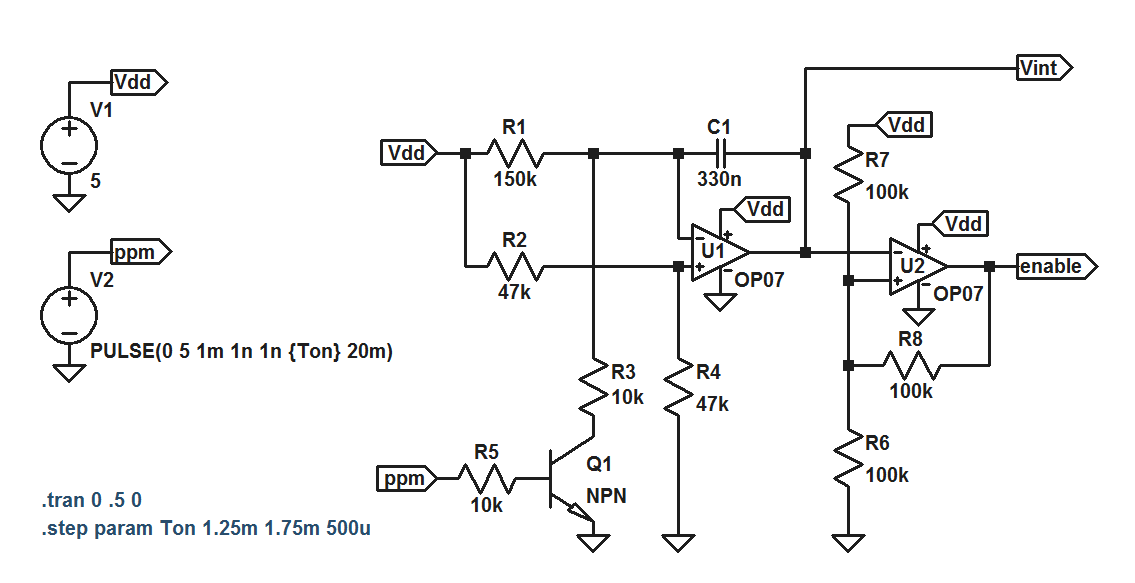 Vdd
V1
5
ppm
V2
PULSE(0 5 1m 1n 1n {Ton} 20m)
.tran 0 .5 0
.step param Ton 1.25m 1.75m 500u
Vdd
R1
150k
R2
47k
C1
330n
Vdd
U1
OP07
R3
10k
R4
47k
ppm
R5
10k
Q1
NPN
Vint
Vdd
R7
100k
Vdd
U2
OP07
enable
R8
100k
R6
100k